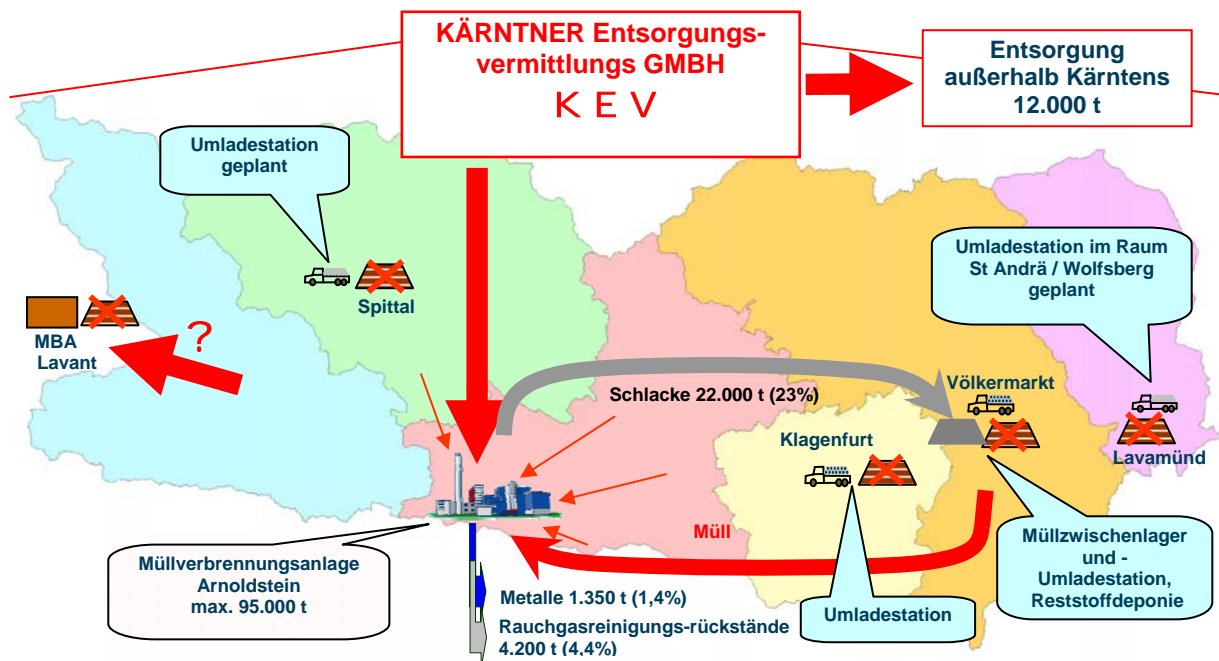 KÄRNTNER Entsorgungs-
vermittlungs GMBH
K E V
Entsorgung
außerhalb Kärntens
12.000 t
Umladestation
geplant
Umladestation im Raum
St Andrä / Wolfsberg
geplant
Spittal
MBA
Lavant
?
Schlacke 22.000 t (23%)
Völkermarkt
Klagenfurt
Lavamünd
Müll
Müllverbrennungsanlage
Arnoldstein
max. 95.000 t
Metalle 1.350 t (1,4%)
Rauchgasreinigungs-rückstände
4.200 t (4,4%)
Umladestation
Müllzwischenlager
und -
Umladestation,
Reststoffdeponie